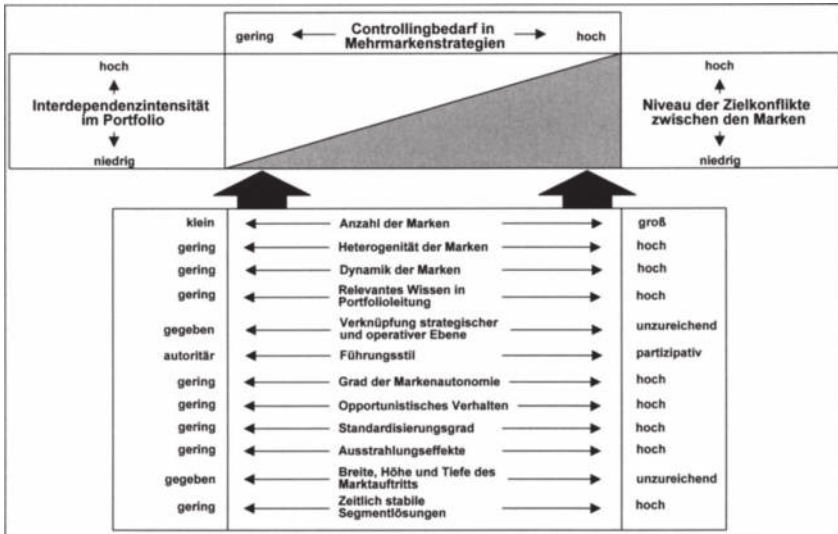 Controllingbedarf in
gering Mehrmarkenstrategien hoch
hoch
Interdependenzintensität
im Portfolio
niedrig
hoch
Niveau der Zielkonflikte
zwischen den Marken
niedrig
klein Anzahl der Marken groß
gering Heterogenität der Marken hoch
gering Dynamik der Marken hoch
gering Relevantes Wissen in hoch
Portfolioleitung
gegeben Verknüpfung strategischer unzureichend
und operativer Ebene
autoritär Führungsstil partizipativ
gering Grad der Markenautonomie hoch
gering Opportunistisches Verhalten hoch
gering Standardisierungsgrad hoch
gering Ausstrahlungseffekte hoch
gegeben Breite, Höhe und Tiefe des unzureichend
Marktauftritts
gering Zeitlich stabile hoch
Segmentlösungen